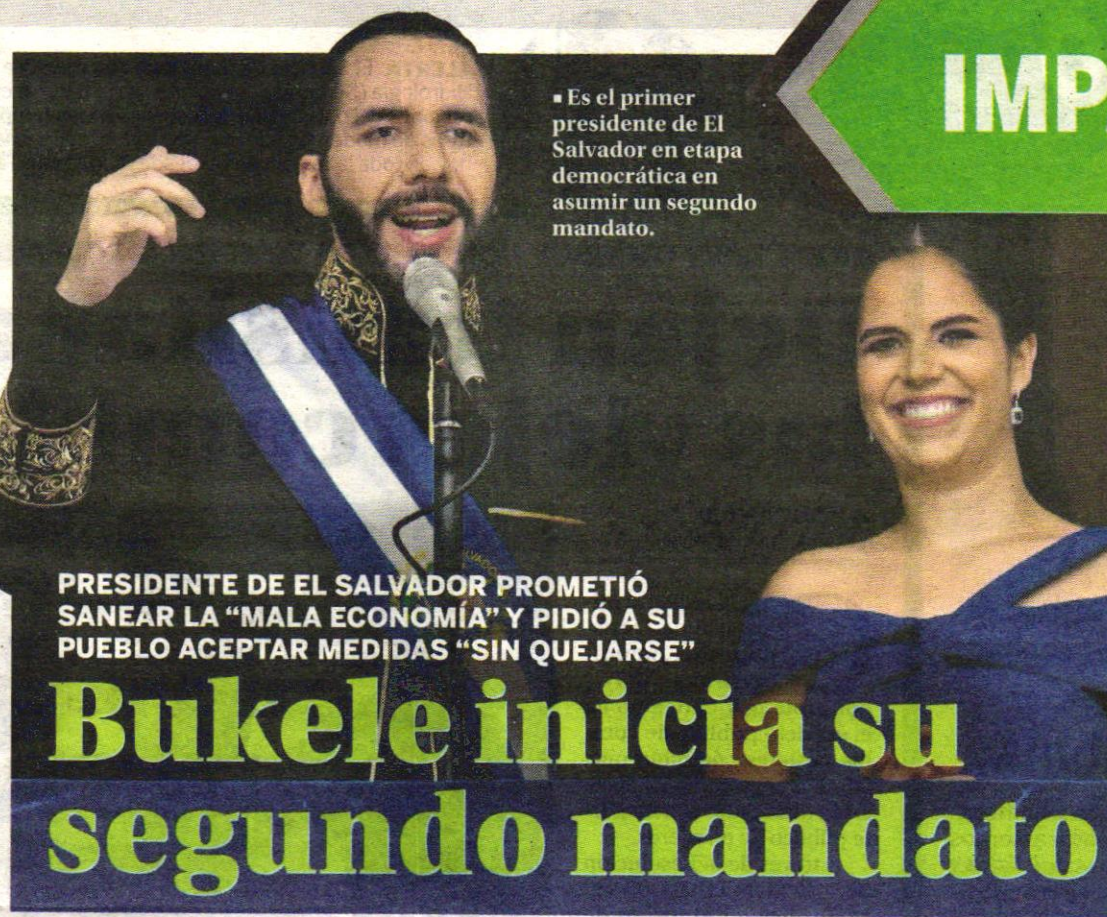 ▪ Es el primer
presidente de El
Salvador en etapa
democrática en
asumir un segundo
mandato.
IMP
PRESIDENTE DE EL SALVADOR PROMETIÓ
SANEAR LA “MALA ECONOMÍA” Y PIDIÓ A SU
PUEBLO ACEPTAR MEDIDAS “SIN QUEJARSE”
Bukele inicia su
segundo mandato